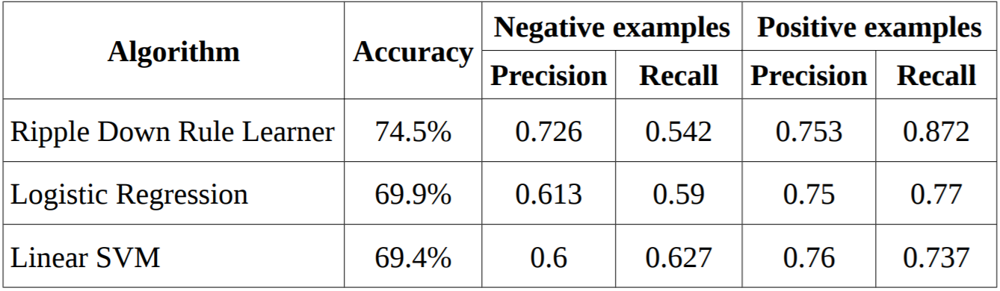 Algorithm Accuracy Negative examples Positive examples
Precision Recall Precision Recall
Ripple Down Rule Learner 74.5% 0.726 0.542 0.753 0.872
Logistic Regression 69.9% 0.613 0.59 0.75 0.77
Linear SVM 69.4% 0.6 0.627 0.76 0.737